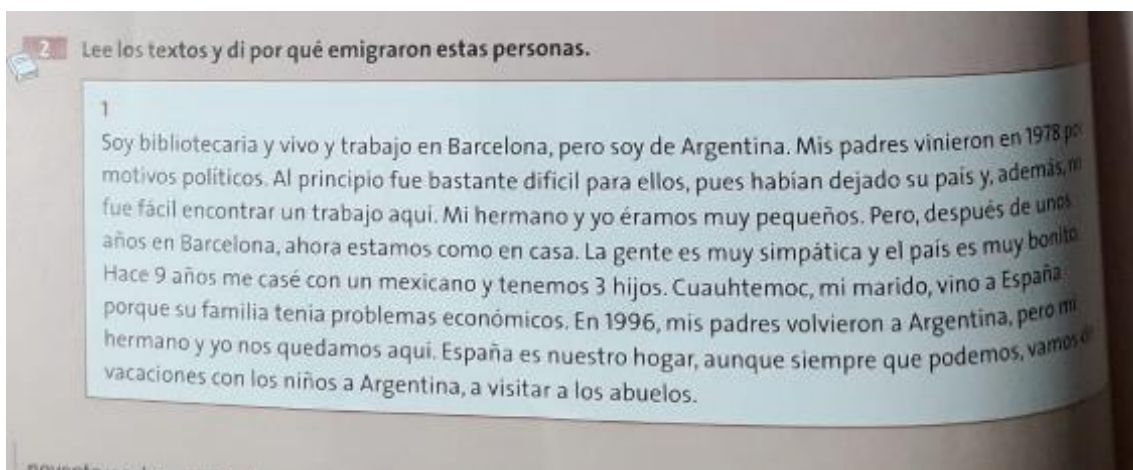 2 Lee los textos y di por qué emigraron estas personas.
1
Soy bibliotecaria y vivo y trabajo en Barcelona, pero soy de Argentina. Mis padres vinieron en 1978 por
motivos políticos. Al principio fue bastante difícil para ellos, pues habían dejado su país y, además,
fue fácil encontrar un trabajo aquí. Mi hermano y yo éramos muy pequeños. Pero, después de unos
años en Barcelona, ahora estamos como en casa. La gente es muy simpática y el país es muy bonito.
Hace 9 años me casé con un mexicano y tenemos 3 hijos. Cuauhtemoc, mi marido, vino a España
porque su familia tenía problemas económicos. En 1996, mis padres volvieron a Argentina, pero mi
hermano y yo nos quedamos aquí. España es nuestro hogar, aunque siempre que podemos, vamos
vacaciones con los niños a Argentina, a visitar a los abuelos.